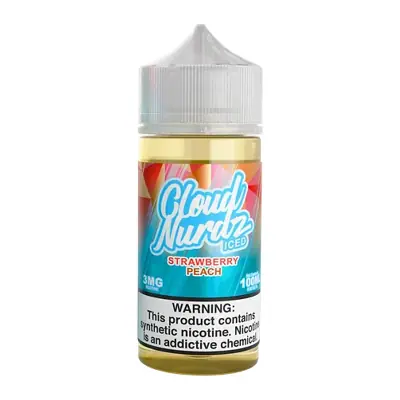 Cloud
Nurdz
ICED
STRAWBERRY
PEACH
3MG
100ML
WARNING:
This product contains
synthetic nicotine. Nicotine
is an addictive chemical.